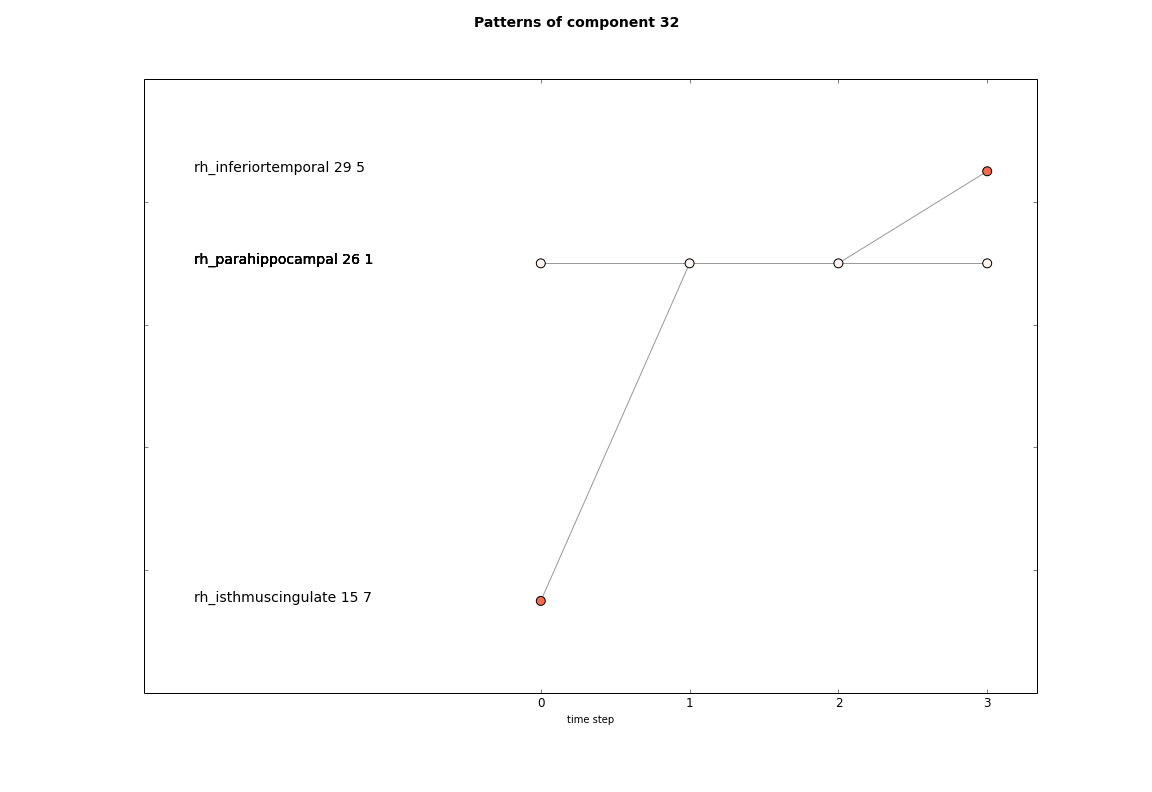 Patterns of component 32
rh_inferiortemporal 29 5
rh_parahippocampal 26 1
rh_isthmuscingulate 15 7
0 1 2 3
time step